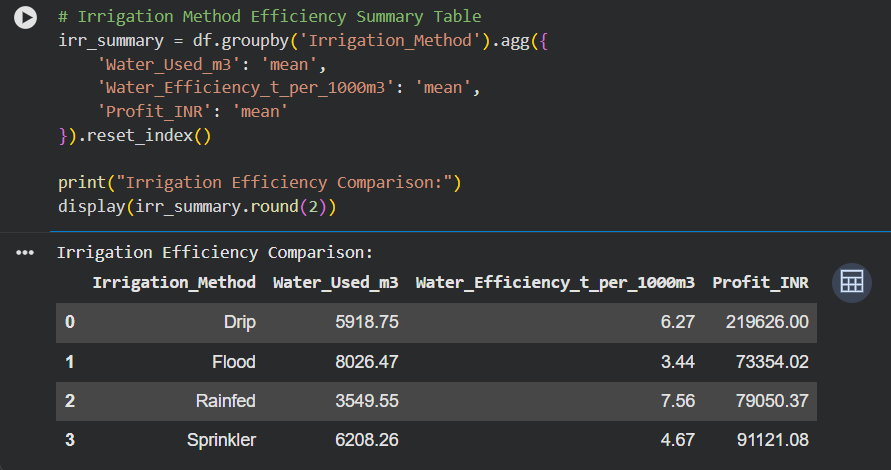 # Irrigation Method Efficiency Summary Table
irr_summary = df.groupby('Irrigation_Method').agg({
    'Water_Used_m3': 'mean',
    'Water_Efficiency_t_per_1000m3': 'mean',
    'Profit_INR': 'mean'
}).reset_index()

print("Irrigation Efficiency Comparison:")
display(irr_summary.round(2))
Irrigation Efficiency Comparison:
Irrigation_Method Water_Used_m3 Water_Efficiency_t_per_1000m3 Profit_INR
0 Drip 5918.75 6.27 219626.00
1 Flood 8026.47 3.44 73354.02
2 Rainfed 3549.55 7.56 79050.37
3 Sprinkler 6208.26 4.67 91121.08